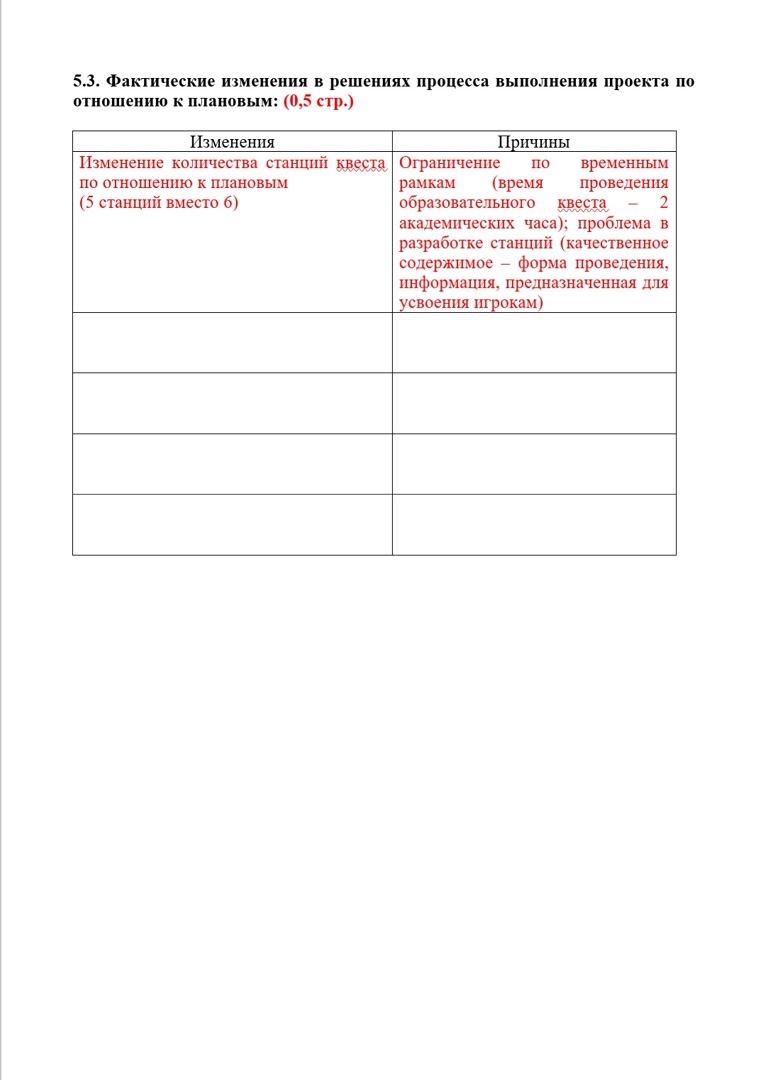 5.3. Фактические изменения в решениях процесса выполнения проекта по
отношению к плановым: (0,5 стр.)
Изменения
Причины
Изменение количества станций квеста
по отношению к плановым
(5 станций вместо 6)
Ограничение по временным
рамкам (время проведения
образовательного квеста – 2
академических часа); проблема в
разработке станций (качественное
содержимое – форма проведения,
информация, предназначенная для
усвоения игрокам)